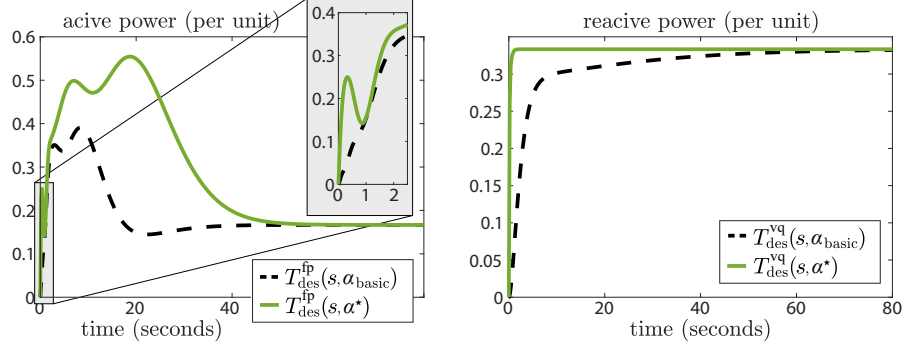 acive power (per unit)
0.6
0.5
0.4
0.3
0.2
0.1
0
0 20 40
time (seconds)
0.4
0.3
0.2
0.1
0
0 1 2
T_des^fp(s, α_basic)
T_des^fp(s, α⋆)
reacive power (per unit)
0.3
0.25
0.2
0.15
0.1
0.05
0
0 20 40 60 80
time (seconds)
T_des^vq(s, α_basic)
T_des^vq(s, α⋆)